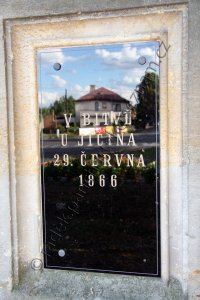 V BITVĚ
U JIČÍNA
29. ČERVNA
1866